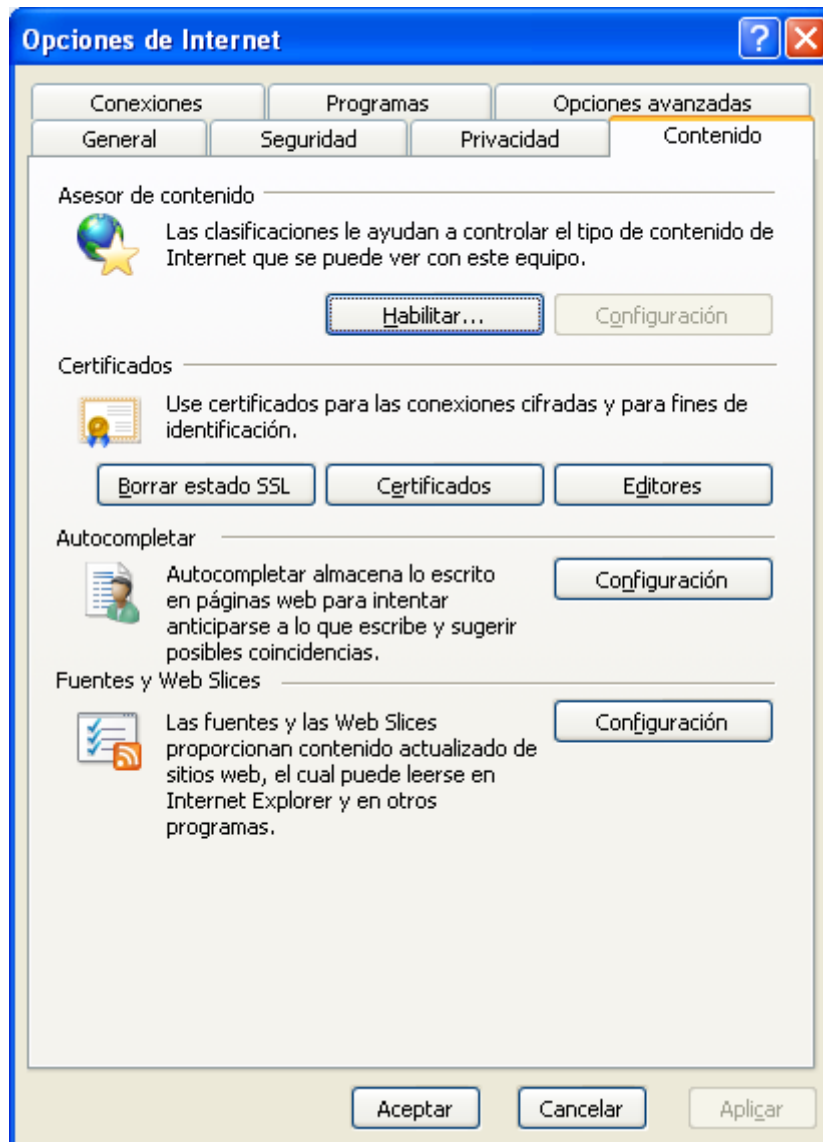 Opciones de Internet
?
X
Conexiones
Programas
Opciones avanzadas
General
Seguridad
Privacidad
Contenido
Asesor de contenido
Las clasificaciones le ayudan a controlar el tipo de contenido de
Internet que se puede ver con este equipo.
Habilitar...
Configuración
Certificados
Use certificados para las conexiones cifradas y para fines de
identificación.
Borrar estado SSL
Certificados
Editores
Autocompletar
Autocompletar almacena lo escrito
en páginas web para intentar
anticiparse a lo que escribe y sugerir
posibles coincidencias.
Configuración
Fuentes y Web Slices
Las fuentes y las Web Slices
proporcionan contenido actualizado de
sitios web, el cual puede leerse en
Internet Explorer y en otros
programas.
Configuración
Aceptar
Cancelar
Aplicar